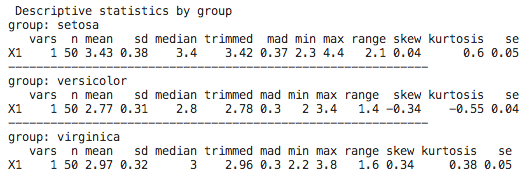 Descriptive statistics by group
group: setosa
   vars  n mean   sd median trimmed  mad min max range skew kurtosis   se
X1    1 50 3.43 0.38    3.4    3.42 0.37 2.3 4.4   2.1 0.04      0.6 0.05
------------------------------------------------------------
group: versicolor
   vars  n mean   sd median trimmed mad min max range  skew kurtosis   se
X1    1 50 2.77 0.31    2.8    2.78 0.3   2 3.4   1.4 −0.34    −0.55 0.04
------------------------------------------------------------
group: virginica
   vars  n mean   sd median trimmed mad min max range skew kurtosis   se
X1    1 50 2.97 0.32      3    2.96 0.3 2.2 3.8   1.6 0.34     0.38 0.05